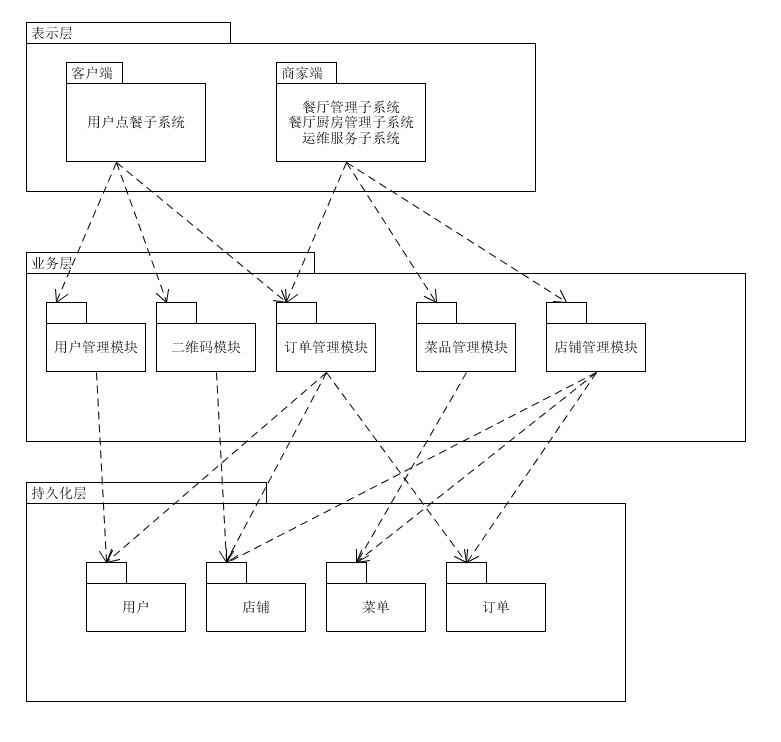 表示层
客户端
商家端
用户点餐子系统
餐厅管理子系统
餐厅厨房管理子系统
运维服务子系统
业务层
用户管理模块
二维码模块
订单管理模块
菜品管理模块
店铺管理模块
持久化层
用户
店铺
菜单
订单